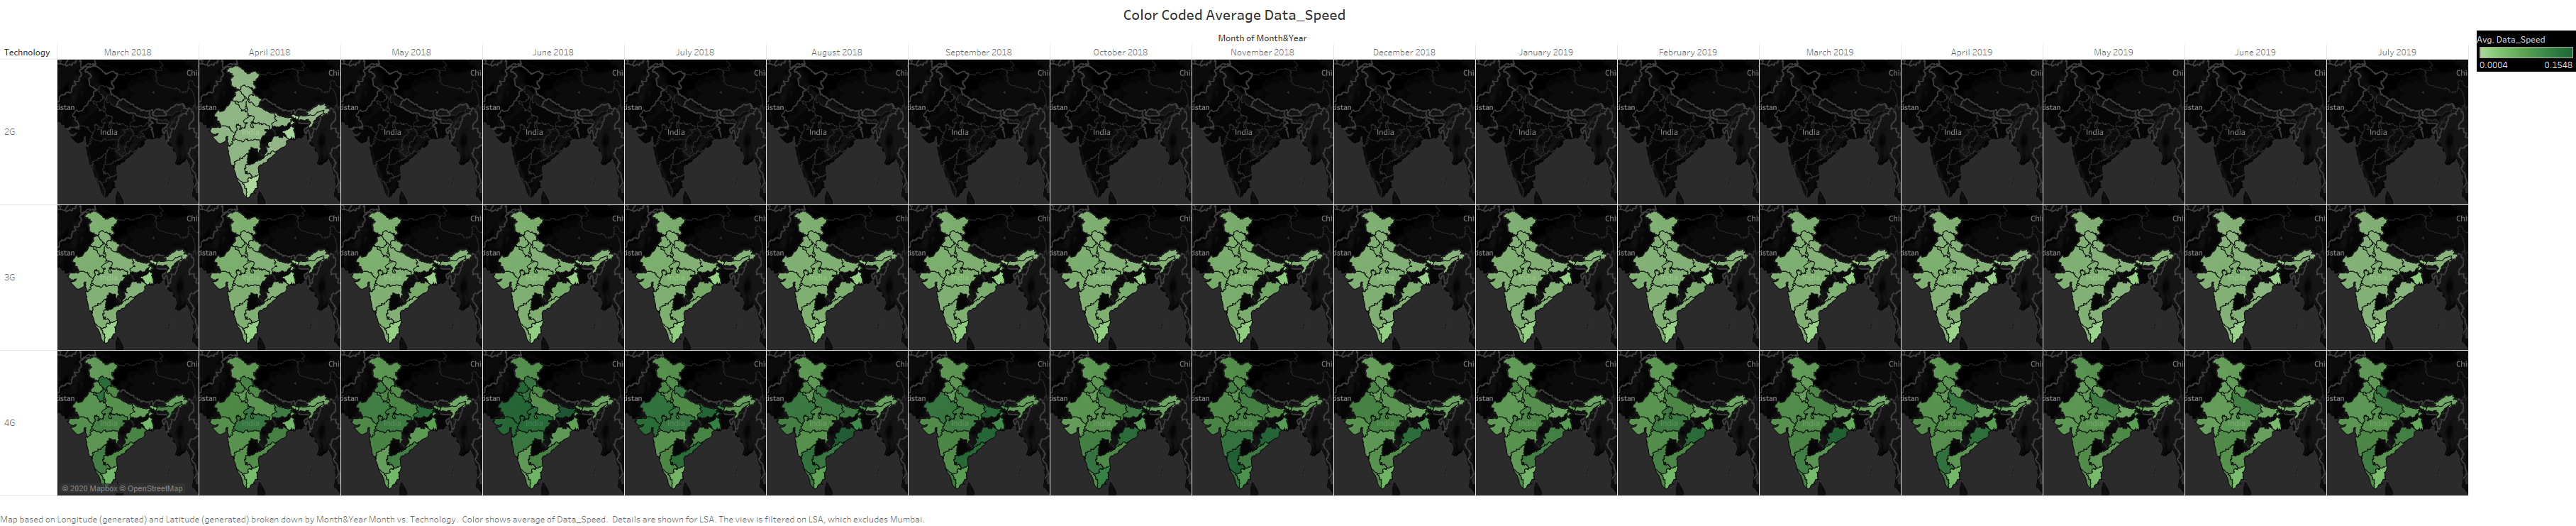 Color Coded Average Data_Speed
Month of Month&Year
Technology March 2018 April 2018 May 2018 June 2018 July 2018 August 2018 September 2018 October 2018 November 2018 December 2018 January 2019 February 2019 March 2019 April 2019 May 2019 June 2019 July 2019
Avg. Data_Speed
0.0004 0.1548
Chi Chi Chi Chi Chi Chi Chi Chi Chi Chi Chi Chi Chi Chi Chi Chi Chi
istan istan istan istan istan istan istan istan istan istan istan istan istan istan istan istan istan
2G India India India India India India India India India India India India India India India India
Chi Chi Chi Chi Chi Chi Chi Chi Chi Chi Chi Chi Chi Chi Chi Chi Chi
istan istan istan istan istan istan istan istan istan istan istan istan istan istan istan istan istan
3G
Chi Chi Chi Chi Chi Chi Chi Chi Chi Chi Chi Chi Chi Chi Chi Chi Chi
istan istan istan istan istan istan istan istan istan istan istan istan istan istan istan istan istan
4G
© 2020 Mapbox © OpenStreetMap
Map based on Longitude (generated) and Latitude (generated) broken down by Month&Year Month vs. Technology. Color shows average of Data_Speed. Details are shown for LSA. The view is filtered on LSA, which excludes Mumbai.